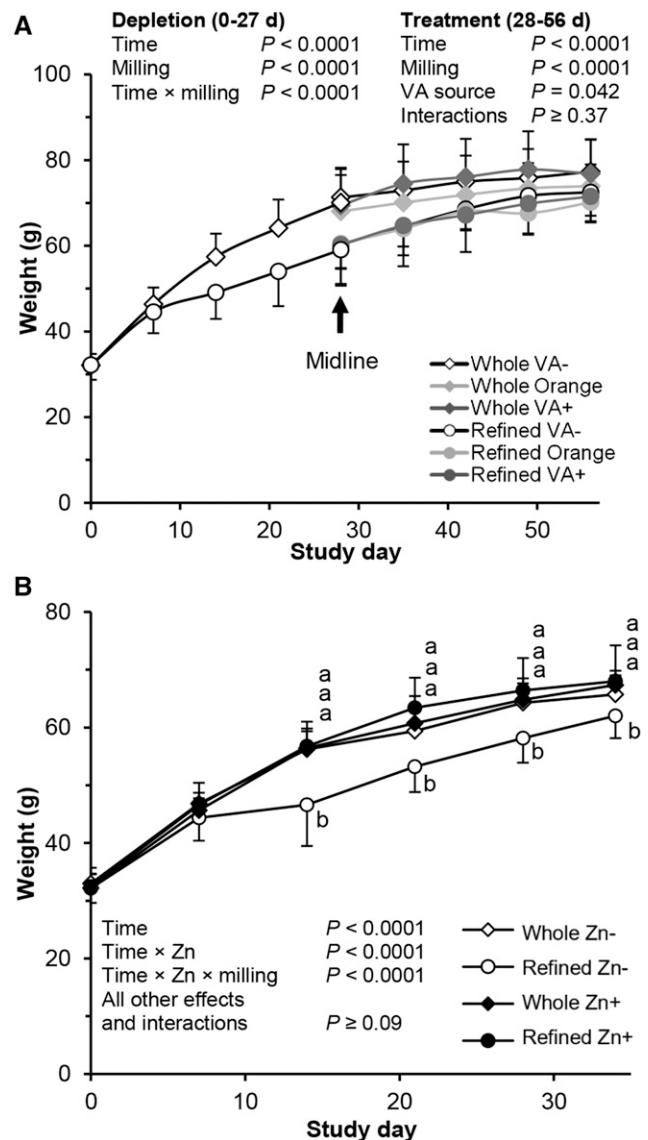 A
Depletion (0-27 d)
Time P < 0.0001
Milling P < 0.0001
Time × milling P < 0.0001
Treatment (28-56 d)
Time P < 0.0001
Milling P < 0.0001
VA source P = 0.042
Interactions P ≥ 0.37
100
80
60
40
20
0
Weight (g)
Midline
Whole VA-
Whole Orange
Whole VA+
Refined VA-
Refined Orange
Refined VA+
0 10 20 30 40 50
Study day
B
80
60
40
20
0
Weight (g)
a a a a
a a a a
a a a a
b b b b
Time P < 0.0001
Time × Zn P < 0.0001
Time × Zn × milling P < 0.0001
All other effects
and interactions P ≥ 0.09
Whole Zn-
Refined Zn-
Whole Zn+
Refined Zn+
0 10 20 30
Study day